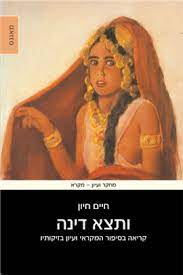 מאגנס
מחקר ועיון – מקרא
חיים חיון
ותצא דינה
קריאה בסיפור המקראי ועיון בזיקותיו